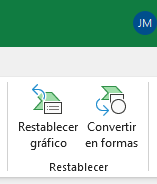 JM
Restablecer
gráfico
Convertir
en formas
Restablecer